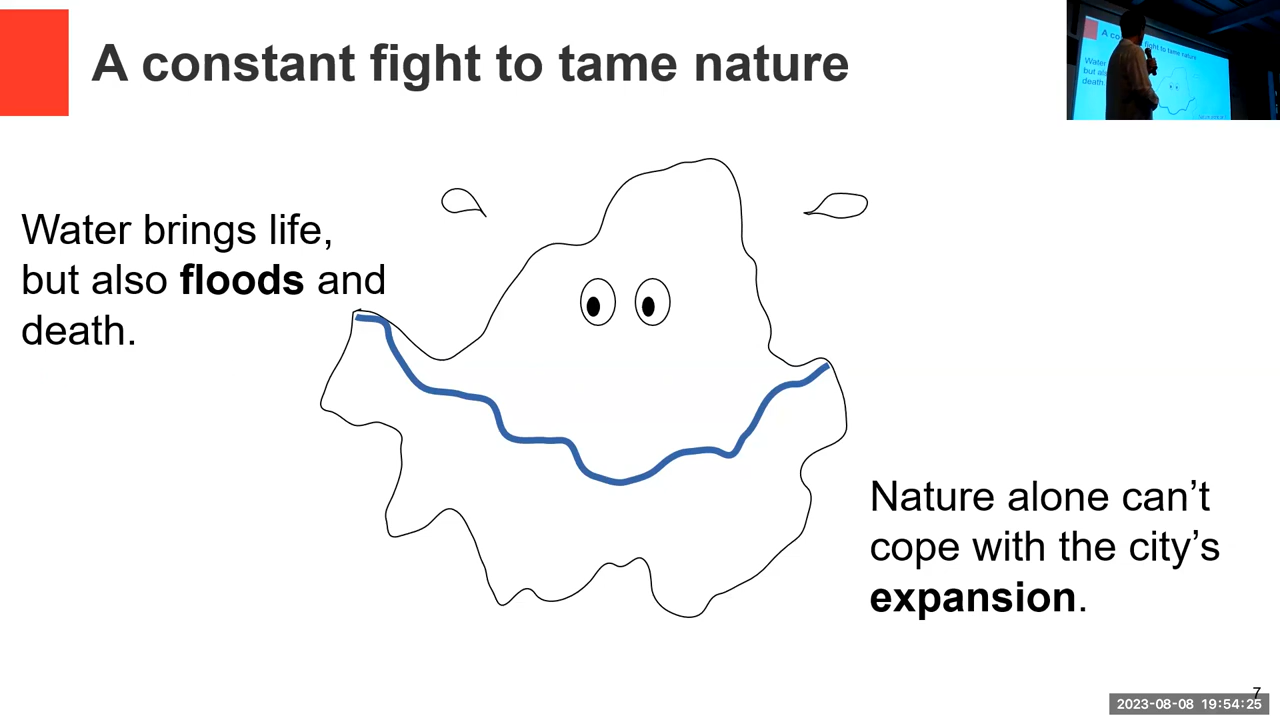 A constant fight to tame nature
Water brings life,
but also floods and
death.
Nature alone can’t
cope with the city’s
expansion.
7
2023-08-08 19:54:25